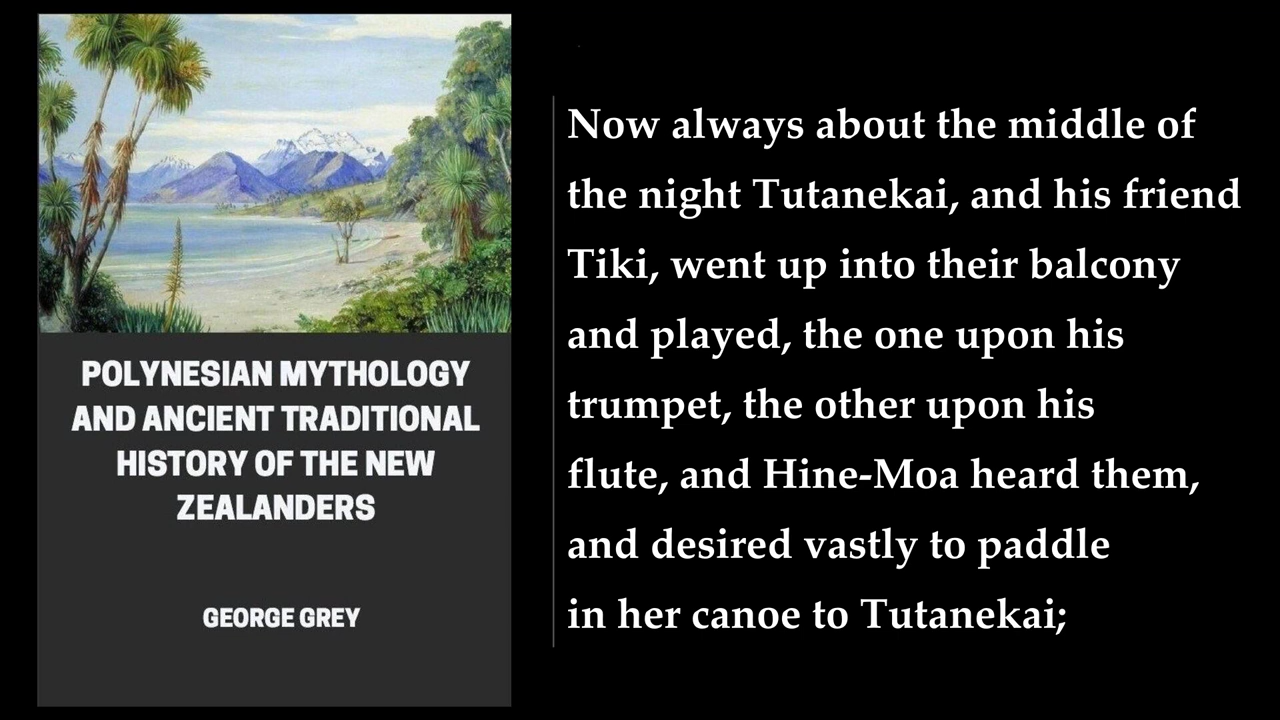 POLYNESIAN MYTHOLOGY
AND ANCIENT TRADITIONAL
HISTORY OF THE NEW
ZEALANDERS
GEORGE GREY
Now always about the middle of
the night Tutanekai, and his friend
Tiki, went up into their balcony
and played, the one upon his
trumpet, the other upon his
flute, and Hine-Moa heard them,
and desired vastly to paddle
in her canoe to Tutanekai;